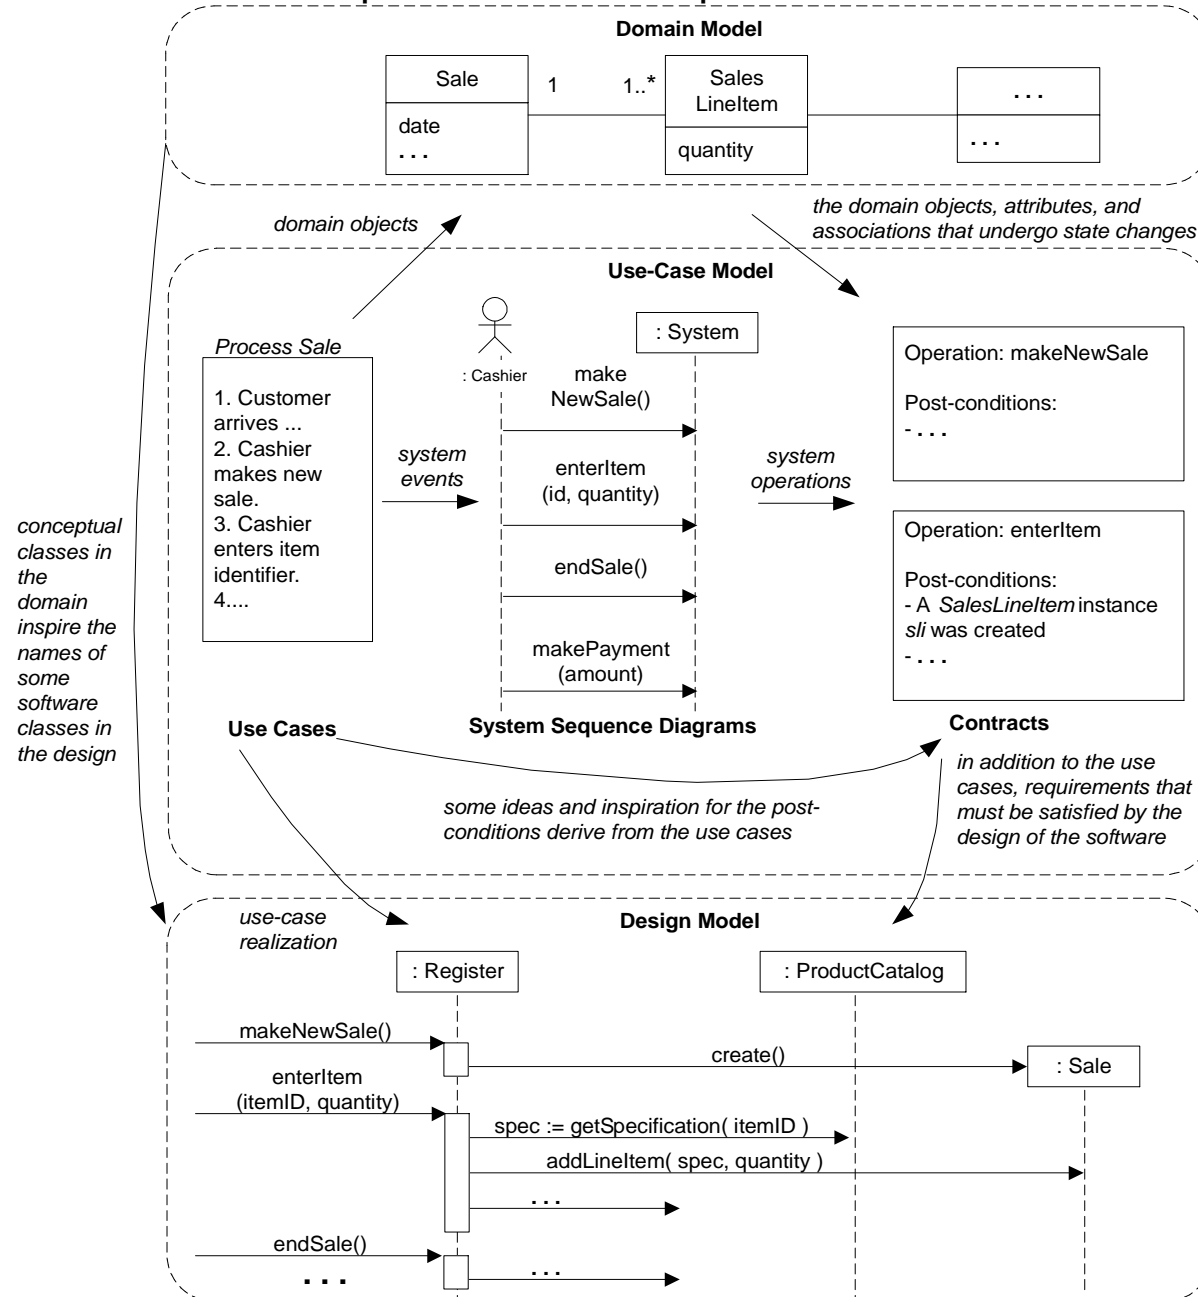 Domain Model
Sale
1
1..*
Sales
LineItem
. . .
date
. . .
quantity
. . .
domain objects
the domain objects, attributes, and
associations that undergo state changes
Use-Case Model
Process Sale
1. Customer
arrives ...
2. Cashier
makes new
sale.
3. Cashier
enters item
identifier.
4....
system
events
: Cashier
: System
make
NewSale()
enterItem
(id, quantity)
endSale()
makePayment
(amount)
system
operations
Operation: makeNewSale
Post-conditions:
- . . .
Operation: enterItem
Post-conditions:
- A SalesLineItem instance
sli was created
- . . .
conceptual
classes in
the
domain
inspire the
names of
some
software
classes in
the design
Use Cases
System Sequence Diagrams
Contracts
some ideas and inspiration for the post-
conditions derive from the use cases
in addition to the use
cases, requirements that
must be satisfied by the
design of the software
use-case
realization
Design Model
: Register
: ProductCatalog
makeNewSale()
create()
: Sale
enterItem
(itemID, quantity)
spec := getSpecification( itemID )
addLineItem( spec, quantity )
. . .
endSale()
. . .
. . .